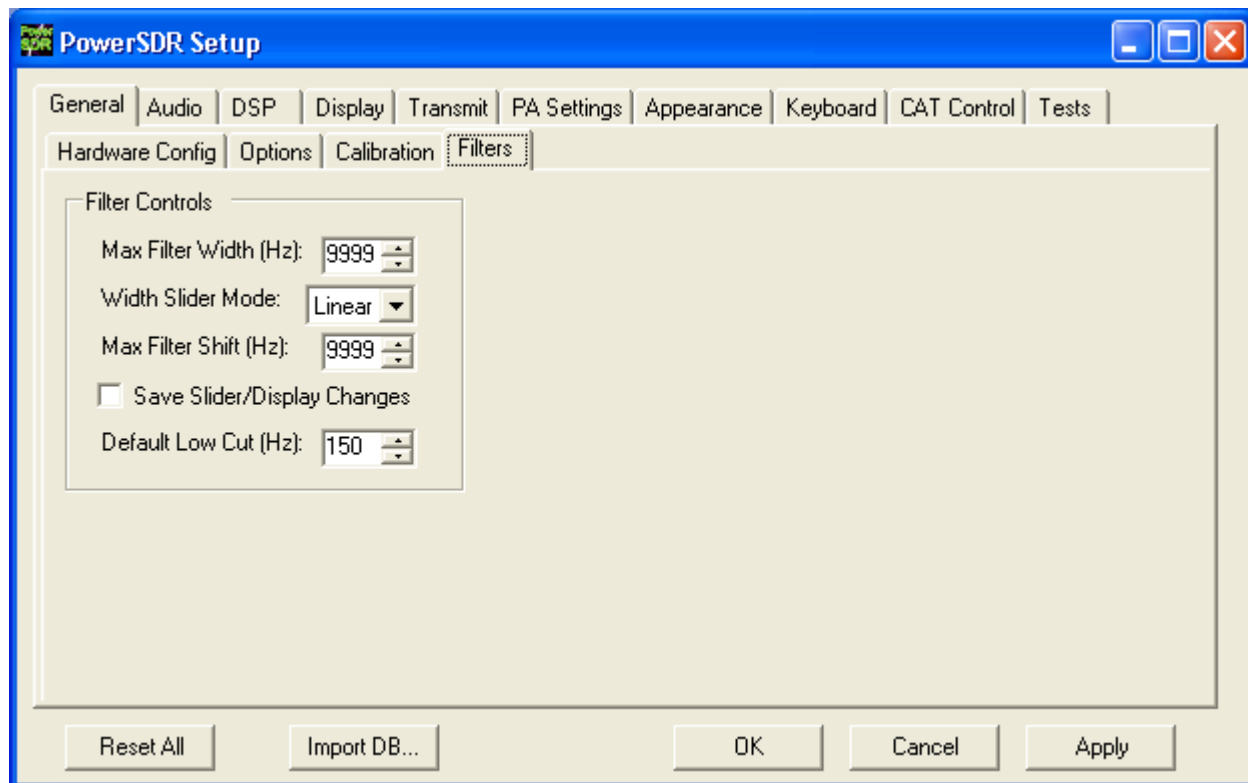 Power SDR PowerSDR Setup
General Audio DSP Display Transmit PA Settings Appearance Keyboard CAT Control Tests
Hardware Config Options Calibration Filters
Filter Controls
Max Filter Width (Hz): 9999
Width Slider Mode: Linear
Max Filter Shift (Hz): 9999
Save Slider/Display Changes
Default Low Cut (Hz): 150
Reset All Import DB... OK Cancel Apply